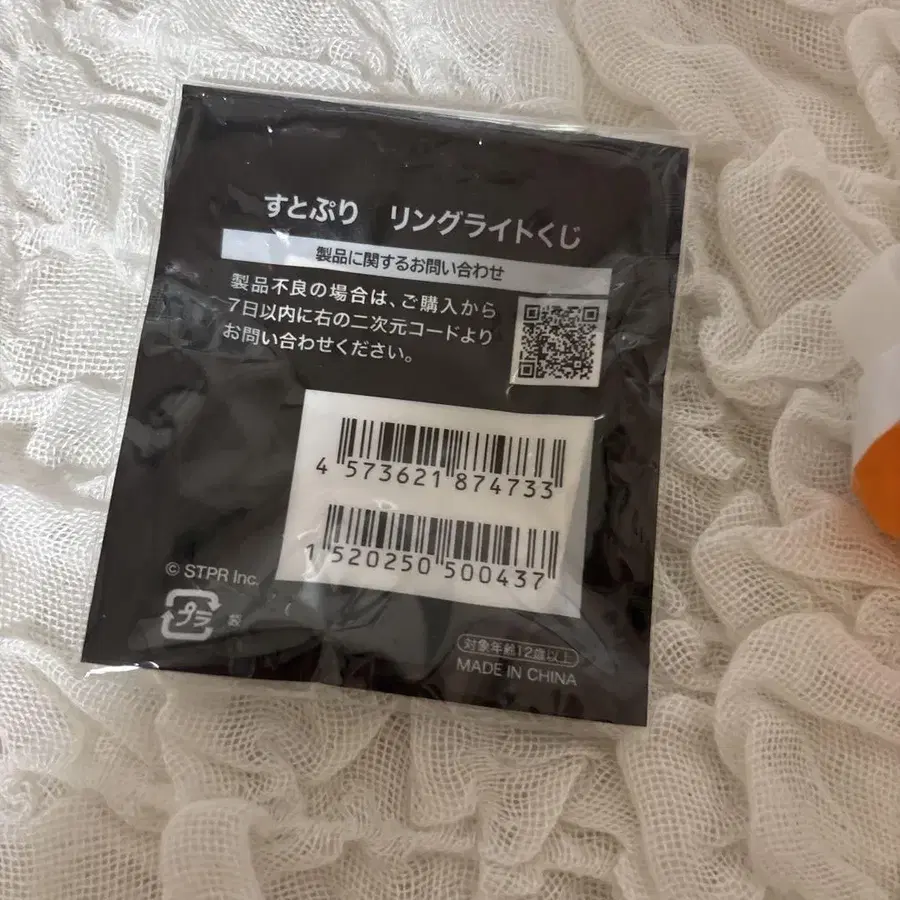 すとぷり リングライトくじ
製品に関するお問い合わせ
製品不良の場合は、ご購入から
7日以内に右の二次元コードより
お問い合わせください。
4 573621 874733
1 520250 500437
© STPR Inc.
プラ 袋
対象年齢12歳以上
MADE IN CHINA